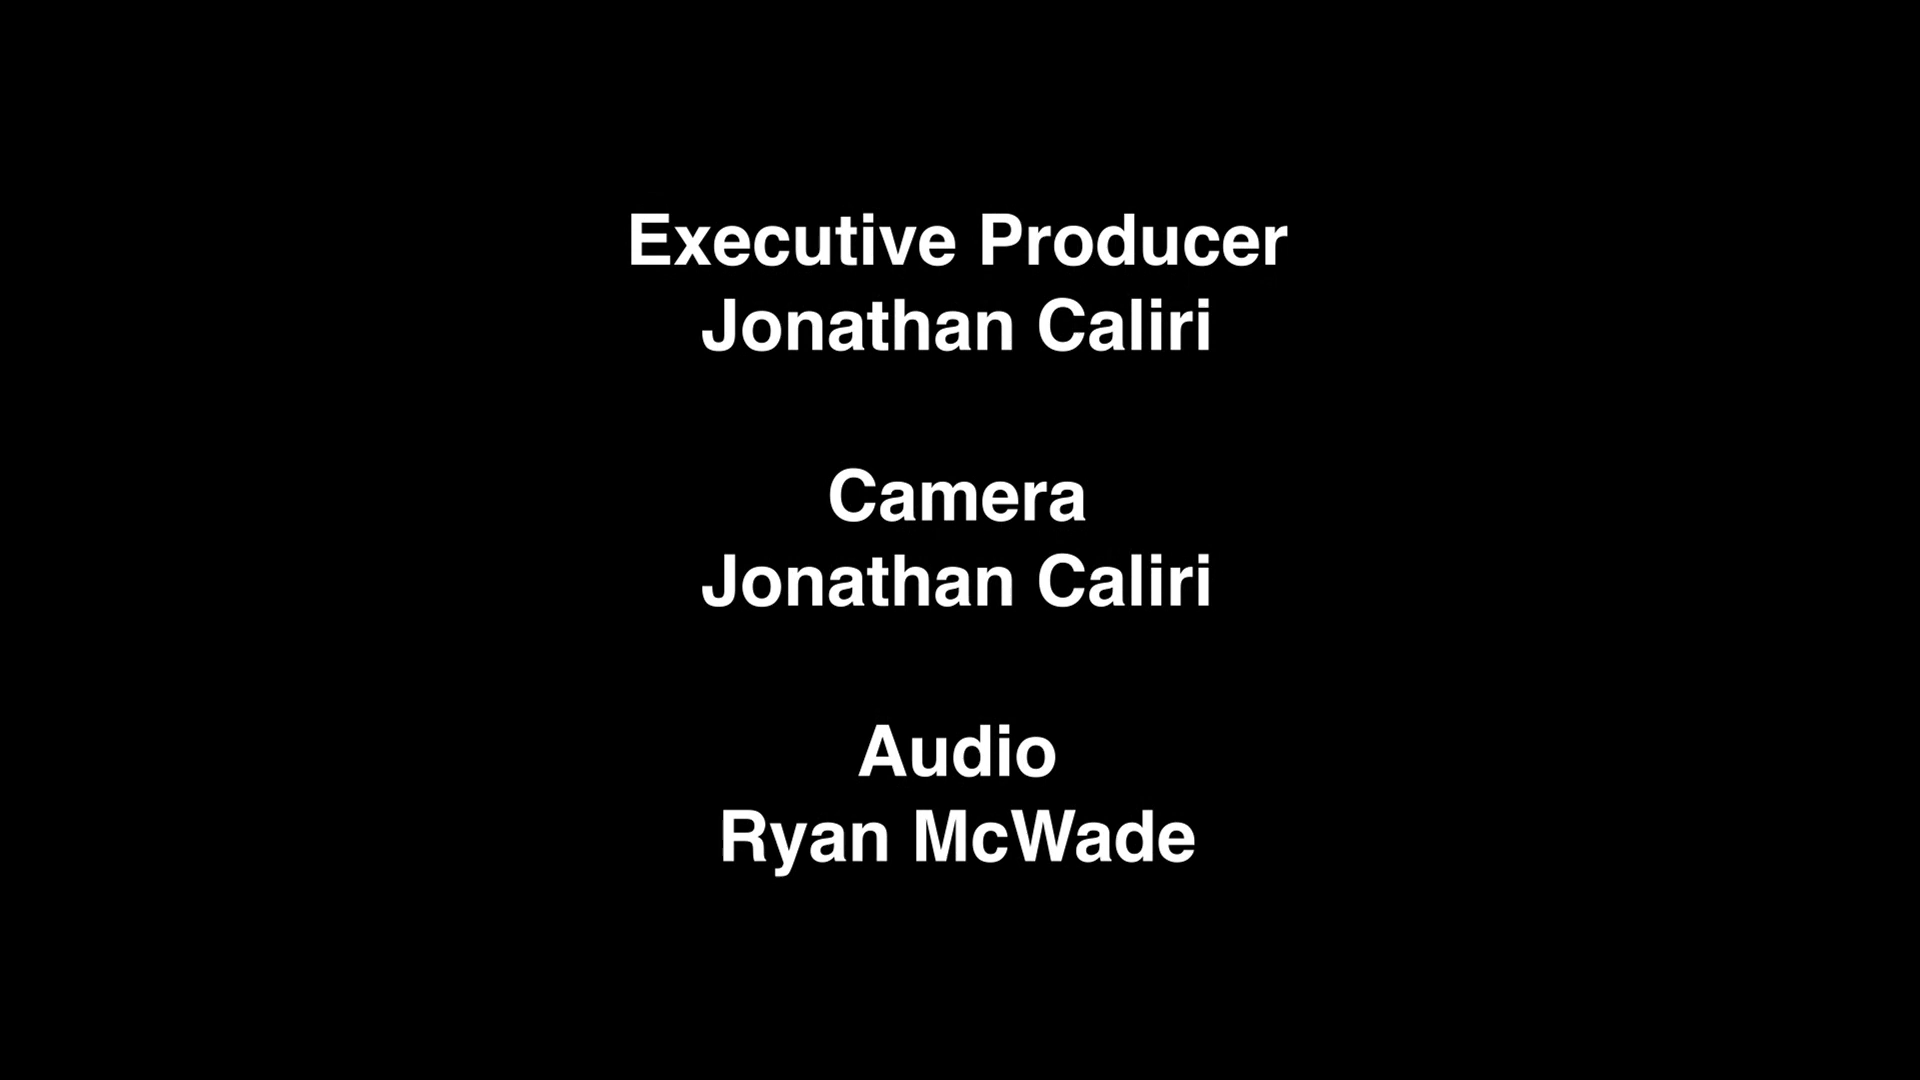 Executive Producer
Jonathan Caliri
Camera
Jonathan Caliri
Audio
Ryan McWade